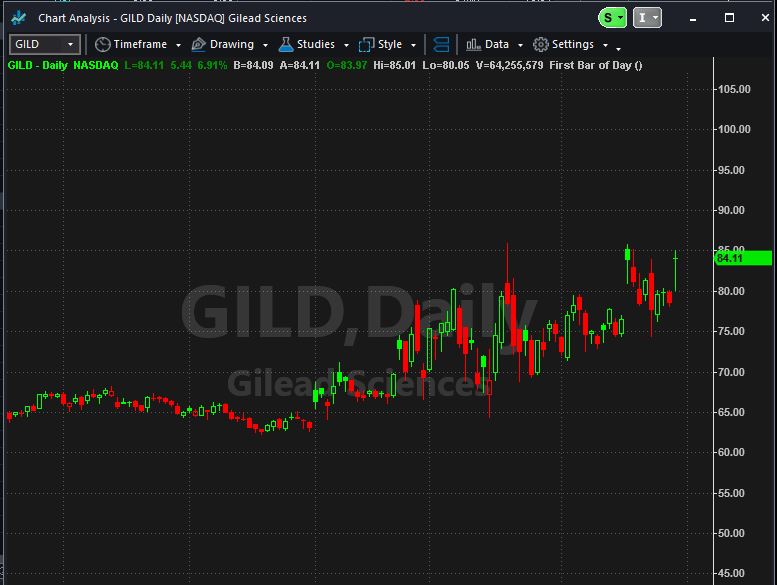 Chart Analysis - GILD Daily [NASDAQ] Gilead Sciences S I
GILD Timeframe Drawing Studies Style Data Settings
GILD - Daily NASDAQ L=84.11 5.44 6.91% B=84.09 A=84.11 O=83.97 Hi=85.01 Lo=80.05 V=64,255,579 First Bar of Day ()
105.00
100.00
95.00
90.00
85.00
84.11
80.00
75.00
70.00
65.00
60.00
55.00
50.00
45.00
GILD,Daily
Gilead Sciences